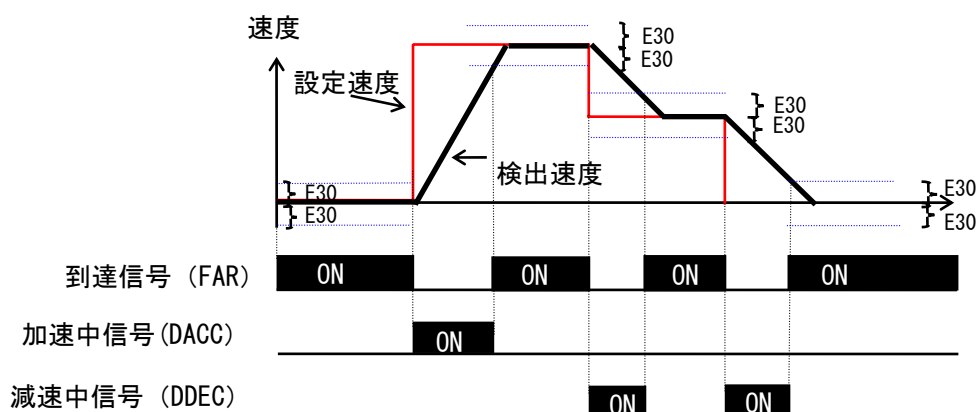 速度
E30
E30
設定速度
E30
E30
検出速度
E30
E30
E30
E30
到達信号 (FAR)
ON
ON
ON
ON
加速中信号(DACC)
ON
減速中信号 (DDEC)
ON
ON